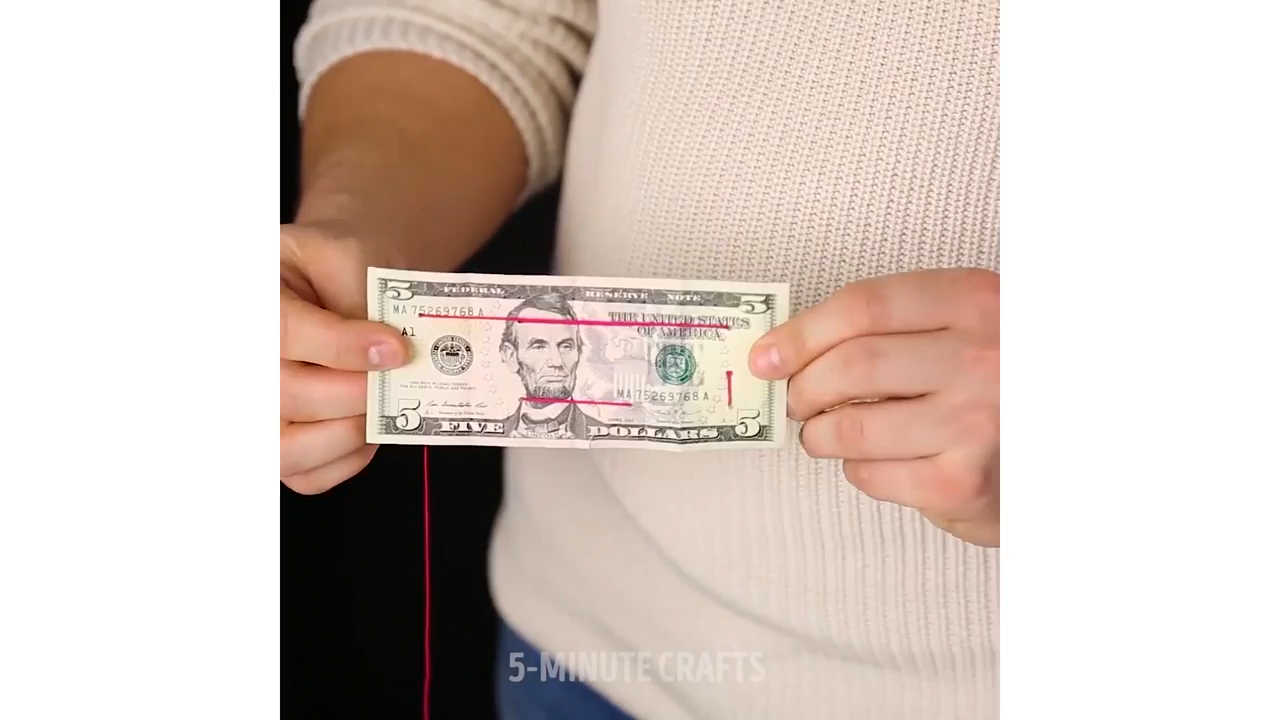 5 FEDERAL RESERVE NOTE 5
MA 75269768 A
THE UNITED STATES
OF AMERICA
A1
MA 75269768 A
5 FIVE DOLLARS 5
LINCOLN
5-MINUTE CRAFTS